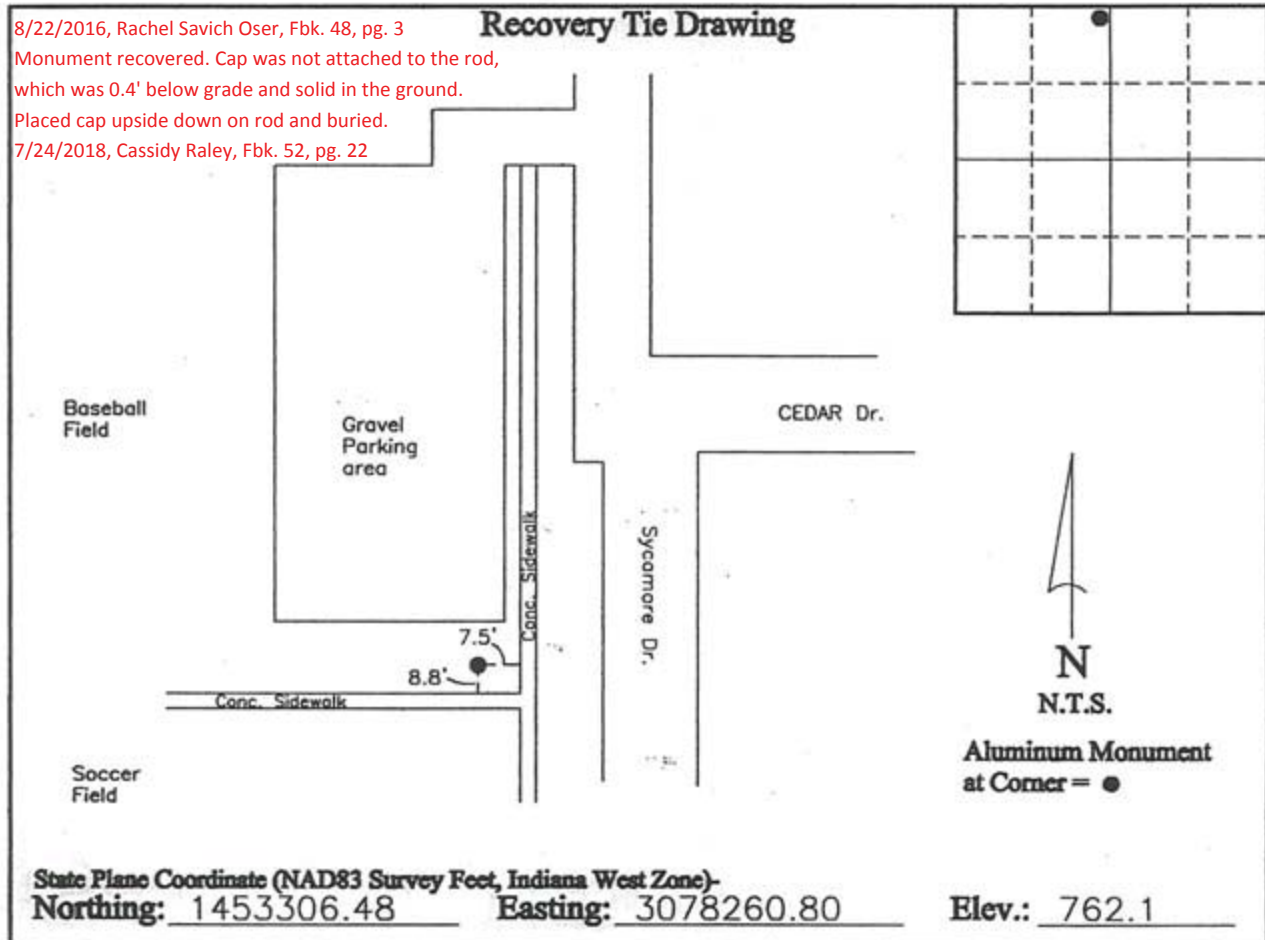 Recovery Tie Drawing
8/22/2016, Rachel Savich Oser, Fbk. 48, pg. 3
Monument recovered. Cap was not attached to the rod,
which was 0.4' below grade and solid in the ground.
Placed cap upside down on rod and buried.
7/24/2018, Cassidy Raley, Fbk. 52, pg. 22
Baseball
Field
Gravel
Parking
area
CEDAR Dr.
Conc. Sidewalk
Sycamore Dr.
7.5'
8.8'
Conc. Sidewalk
Soccer
Field
N
N.T.S.
Aluminum Monument
at Corner = ●
State Plane Coordinate (NAD83 Survey Feet, Indiana West Zone)-
Northing: 1453306.48 Easting: 3078260.80 Elev.: 762.1